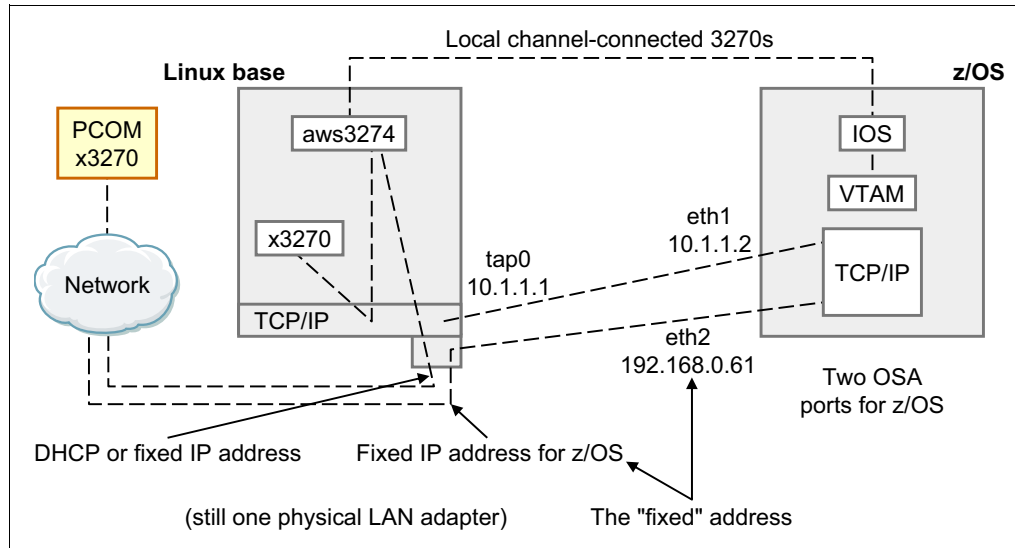 Local channel-connected 3270s
Linux base
z/OS
PCOM
x3270
aws3274
IOS
VTAM
x3270
eth1
10.1.1.2
tap0
10.1.1.1
Network
TCP/IP
TCP/IP
eth2
192.168.0.61
Two OSA
ports for z/OS
DHCP or fixed IP address
Fixed IP address for z/OS
(still one physical LAN adapter)
The "fixed" address